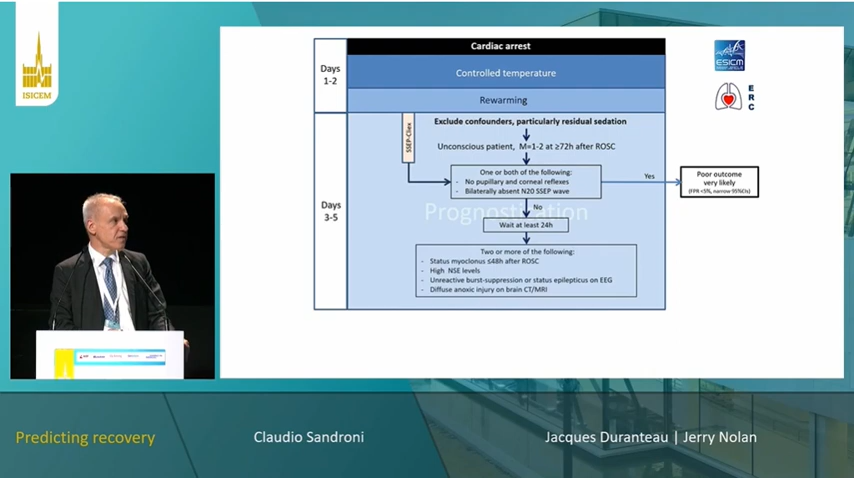 ISICEM
Cardiac arrest
Days
1-2
Controlled temperature
Rewarming
ESICM
E
R
C
Days
3-5
SSEP-Cliex
Exclude confounders, particularly residual sedation
Unconscious patient, M=1-2 at ≥72h after ROSC
One or both of the following:
- No pupillary and corneal reflexes
- Bilaterally absent N20 SSEP wave
Yes
Poor outcome
very likely
(FPR <5%, narrow 95%CIs)
Prognostication
No
Wait at least 24h
Two or more of the following:
- Status myoclonus ≤48h after ROSC
- High NSE levels
- Unreactive burst-suppression or status epilepticus on EEG
- Diffuse anoxic injury on brain CT/MRI
Predicting recovery
Claudio Sandroni
Jacques Duranteau | Jerry Nolan